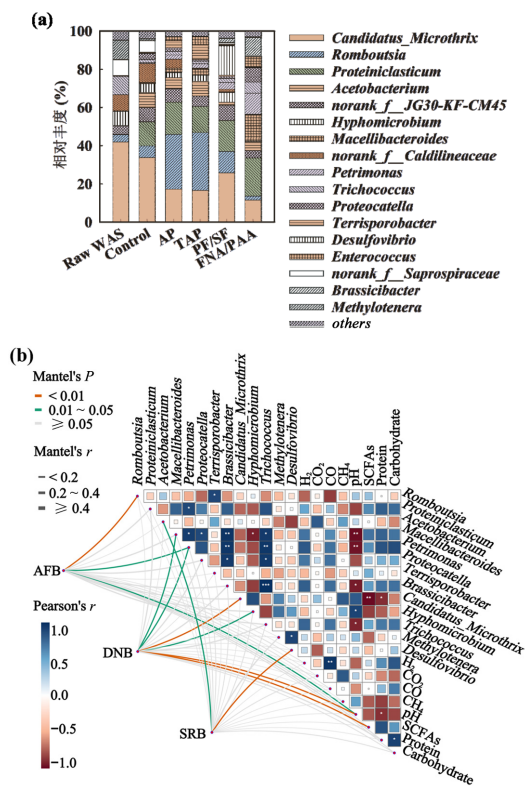 (a)
100
80
60
40
20
0
相对丰度 (%)
Raw WAS
Control
AP
TAP
PF/SF
FNA/PAA
Candidatus_Microthrix
Romboutsia
Proteiniclasticum
Acetobacterium
norank_f__JG30-KF-CM45
Hyphomicrobium
Macellibacteroides
norank_f__Caldilineaceae
Petrimonas
Trichococcus
Proteocatella
Terrisporobacter
Desulfovibrio
Enterococcus
norank_f__Saprospiraceae
Brassicibacter
Methylotenera
others
(b)
Mantel's P
< 0.01
0.01 ~ 0.05
⩾ 0.05
Mantel's r
< 0.2
0.2 ~ 0.4
⩾ 0.4
Pearson's r
1.0
0.5
0.0
−0.5
−1.0
AFB
DNB
SRB
Romboutsia
Proteiniclasticum
Acetobacterium
Macellibacteroides
Petrimonas
Proteocatella
Terrisporobacter
Brassicibacter
Candidatus_Microthrix
Hyphomicrobium
Trichococcus
Methylotenera
Desulfovibrio
H2
CO2
CO
CH4
pH
SCFAs
Protein
Carbohydrate
Romboutsia
Proteiniclasticum
Acetobacterium
Macellibacteroides
Petrimonas
Proteocatella
Terrisporobacter
Brassicibacter
Candidatus_Microthrix
Hyphomicrobium
Trichococcus
Methylotenera
Desulfovibrio
H2
CO2
CO
CH4
pH
SCFAs
Protein
Carbohydrate